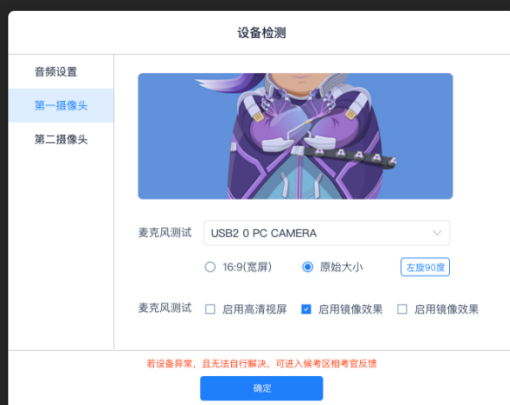 设备检测
音频设置
第一摄像头
第二摄像头
麦克风测试 USB2 0 PC CAMERA
16:9(宽屏) 原始大小 左旋90度
麦克风测试 启用高清视屏 启用镜像效果 启用镜像效果
若设备异常，且无法自行解决，可进入候考区相考官反馈
确定